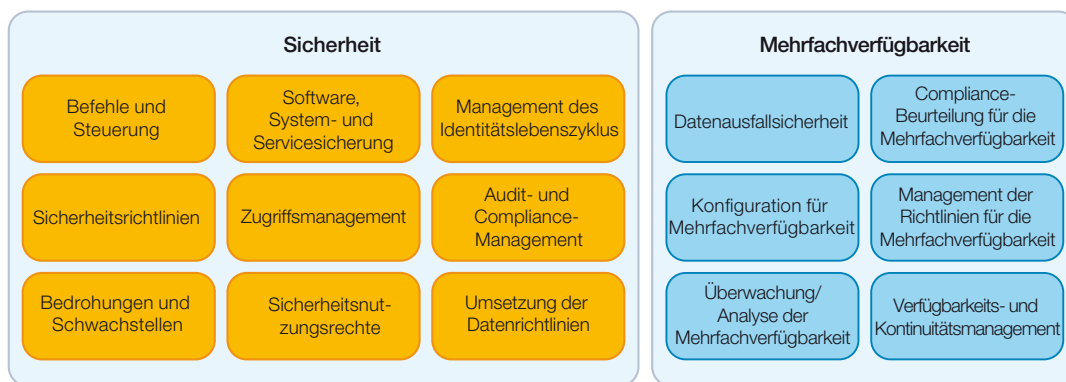 Sicherheit
Befehle und
Steuerung
Software,
System- und
Servicesicherung
Management des
Identitätslebenszyklus
Sicherheitsrichtlinien
Zugriffsmanagement
Audit- und
Compliance-
Management
Bedrohungen und
Schwachstellen
Sicherheitsnut-
zungsrechte
Umsetzung der
Datenrichtlinien
Mehrfachverfügbarkeit
Datenausfallsicherheit
Compliance-
Beurteilung für die
Mehrfachverfügbarkeit
Konfiguration für
Mehrfachverfügbarkeit
Management der
Richtlinien für die
Mehrfachverfügbarkeit
Überwachung/
Analyse der
Mehrfachverfügbarkeit
Verfügbarkeits- und
Kontinuitätsmanagement